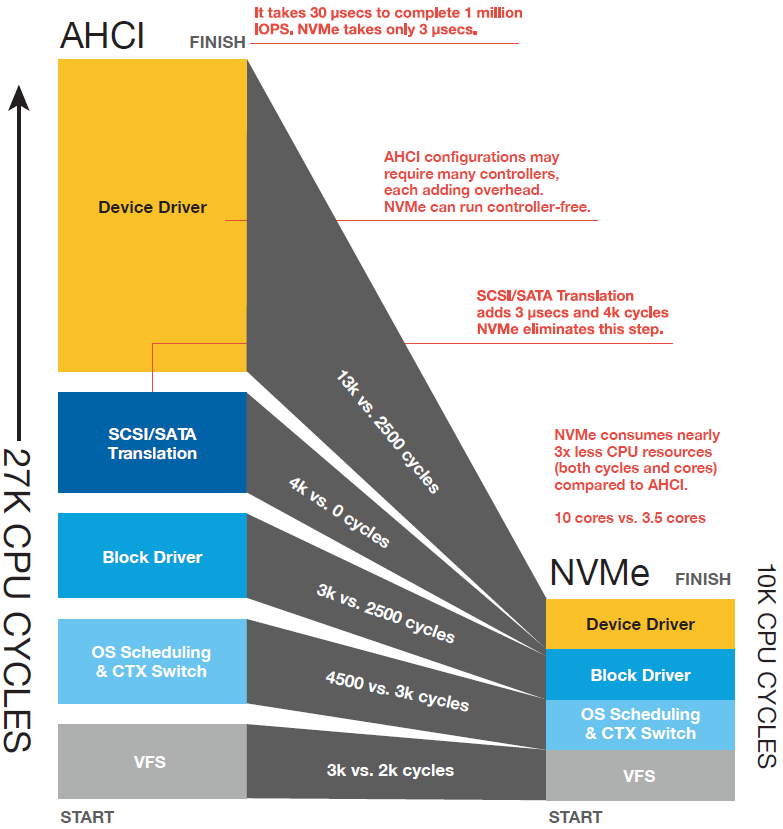 It takes 30 µsecs to complete 1 million
IOPS. NVMe takes only 3 µsecs.
AHCI
FINISH
AHCI configurations may
require many controllers,
each adding overhead.
NVMe can run controller-free.
Device Driver
SCSI/SATA Translation
adds 3 µsecs and 4k cycles
NVMe eliminates this step.
13k vs. 2500 cycles
SCSI/SATA
Translation
4k vs. 0 cycles
NVMe consumes nearly
3x less CPU resources
(both cycles and cores)
compared to AHCI.
10 cores vs. 3.5 cores
27K CPU CYCLES
Block Driver
3k vs. 2500 cycles
NVMe
FINISH
Device Driver
OS Scheduling
& CTX Switch
4500 vs. 3k cycles
Block Driver
10K CPU CYCLES
OS Scheduling
& CTX Switch
VFS
3k vs. 2k cycles
VFS
START
START